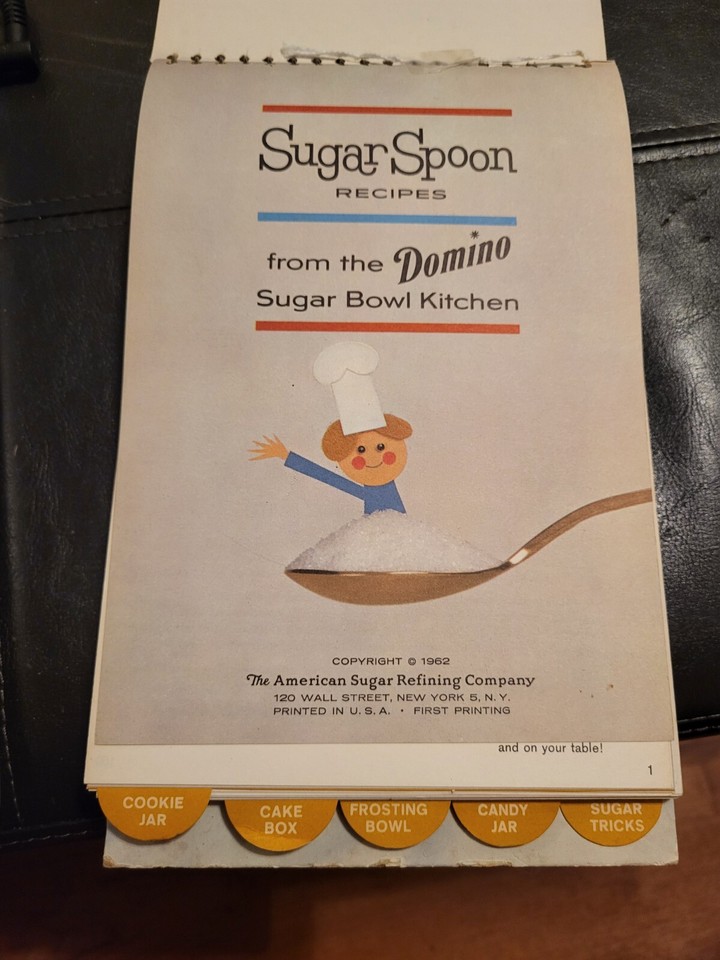 Sugar Spoon
RECIPES
from the Domino
Sugar Bowl Kitchen
COPYRIGHT © 1962
The American Sugar Refining Company
120 WALL STREET, NEW YORK 5, N. Y.
PRINTED IN U. S. A. · FIRST PRINTING
and on your table!
1
COOKIE
JAR
CAKE
BOX
FROSTING
BOWL
CANDY
JAR
SUGAR
TRICKS